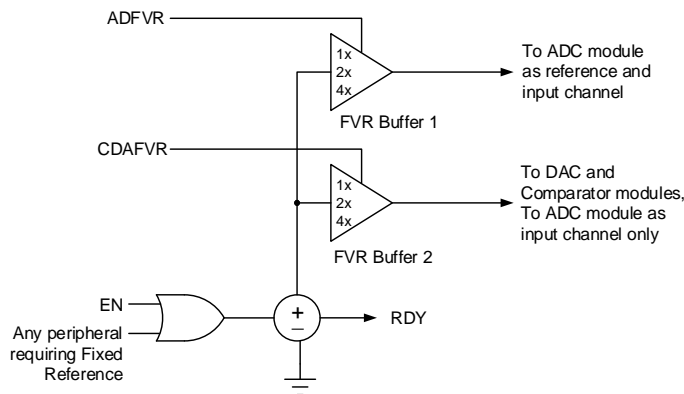 ADFVR
1x
2x
4x
To ADC module
as reference and
input channel
FVR Buffer 1
CDAFVR
1x
2x
4x
To DAC and
Comparator modules,
To ADC module as
input channel only
FVR Buffer 2
EN
+
–
RDY
Any peripheral
requiring Fixed
Reference